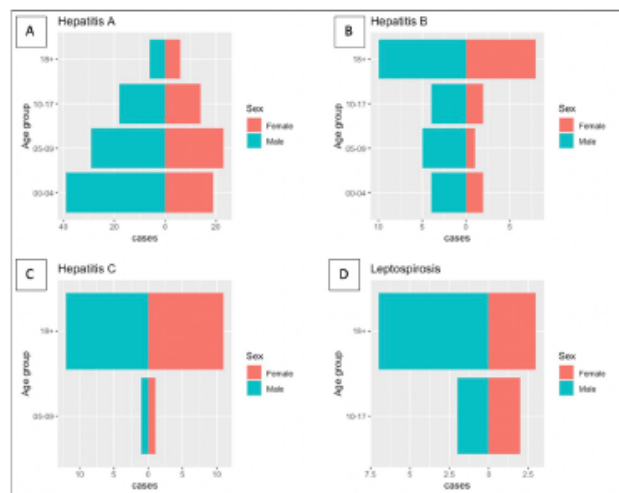 A
Hepatitis A
Age group
18+
10-17
05-09
00-04
40
20
0
20
cases
Sex
Female
Male
B
Hepatitis B
Age group
18+
10-17
05-09
00-04
10
5
0
5
cases
Sex
Female
Male
C
Hepatitis C
Age group
18+
05-09
10
5
0
5
10
cases
Sex
Female
Male
D
Leptospirosis
Age group
18+
10-17
7.5
5
2.5
0
2.5
cases
Sex
Female
Male